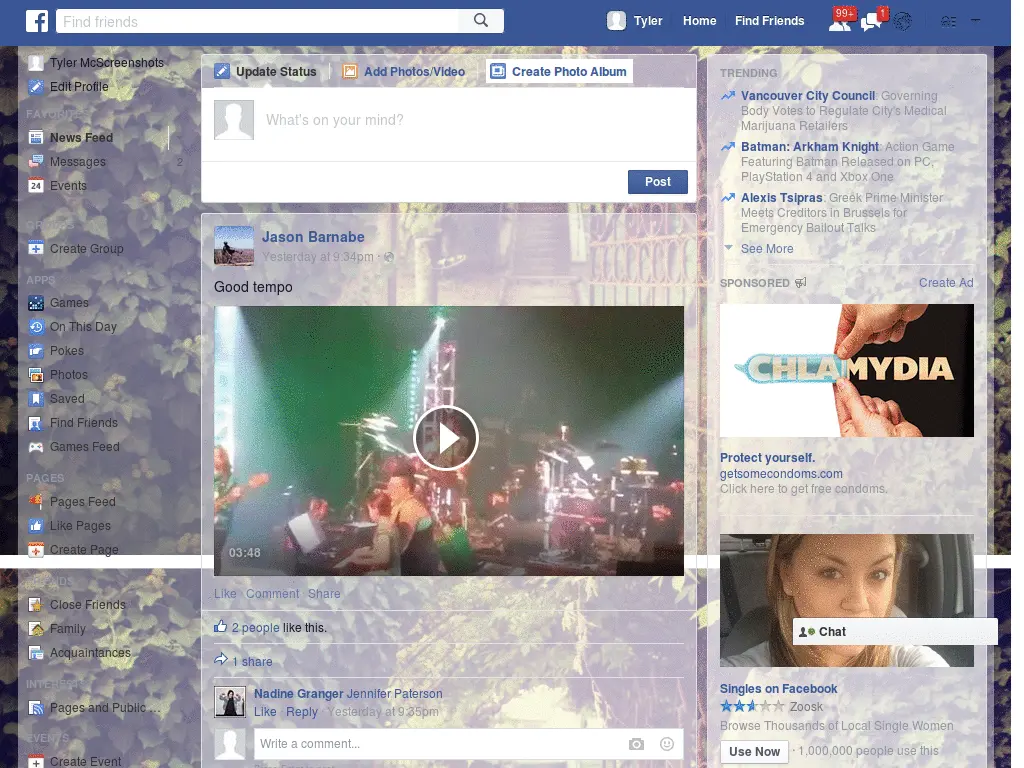 f
Find friends
Tyler
Home
Find Friends
99+
1
Tyler McScreenshots
Edit Profile
FAVORITES
News Feed
Messages
2
Events
24
Create Group
APPS
Games
On This Day
Pokes
Photos
Saved
Find Friends
Games Feed
PAGES
Pages Feed
Like Pages
Create Page
FRIENDS
Close Friends
Family
Acquaintances
INTERESTS
Pages and Public ...
EVENTS
Create Event
Update Status
Add Photos/Video
Create Photo Album
What's on your mind?
Post
Jason Barnabe
Yesterday at 9:34pm ·
Good tempo
03:48
Like · Comment · Share
2 people like this.
1 share
Nadine Granger Jennifer Paterson
Like · Reply · Yesterday at 9:35pm
Write a comment...
TRENDING
Vancouver City Council: Governing
Body Votes to Regulate City's Medical
Marijuana Retailers
Batman: Arkham Knight: Action Game
Featuring Batman Released on PC,
PlayStation 4 and Xbox One
Alexis Tsipras: Greek Prime Minister
Meets Creditors in Brussels for
Emergency Bailout Talks
See More
SPONSORED
Create Ad
CHLAMYDIA
Protect yourself.
getsomecondoms.com
Click here to get free condoms.
Chat
Singles on Facebook
Zoosk
Browse Thousands of Local Single Women
Use Now
· 1,000,000 people use this